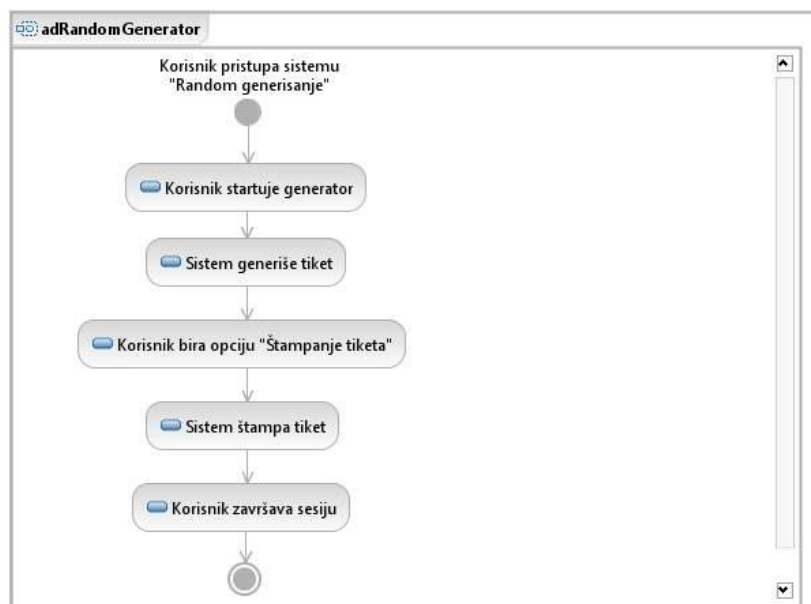 adRandomGenerator
Korisnik pristupa sistemu
"Random generisanje"
Korisnik startuje generator
Sistem generiše tiket
Korisnik bira opciju "Štampanje tiketa"
Sistem štampa tiket
Korisnik završava sesiju